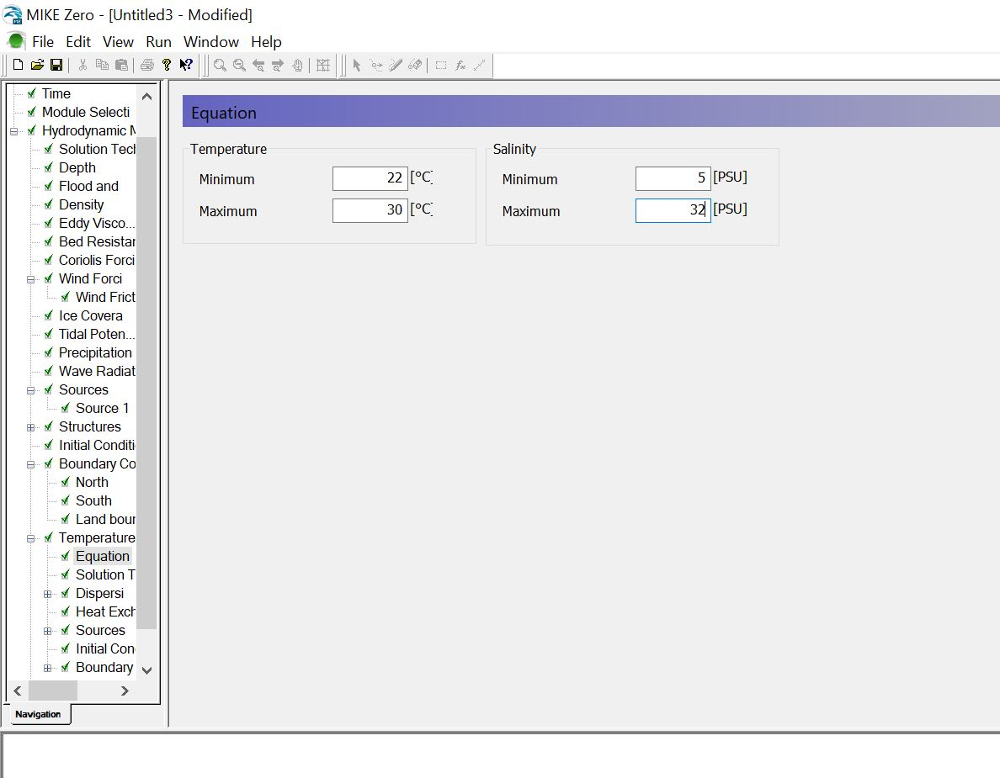 MIKE Zero - [Untitled3 - Modified]
File Edit View Run Window Help
Time
Module Selecti
Hydrodynamic M
Solution Tech
Depth
Flood and
Density
Eddy Visco...
Bed Resistar
Coriolis Forci
Wind Forci
Wind Frict
Ice Covera
Tidal Poten...
Precipitation
Wave Radiat
Sources
Source 1
Structures
Initial Conditi
Boundary Co
North
South
Land bour
Temperature
Equation
Solution T
Dispersi
Heat Exch
Sources
Initial Con
Boundary
Navigation
Equation
Temperature
Minimum 22 [°C]
Maximum 30 [°C]
Salinity
Minimum 5 [PSU]
Maximum 32 [PSU]